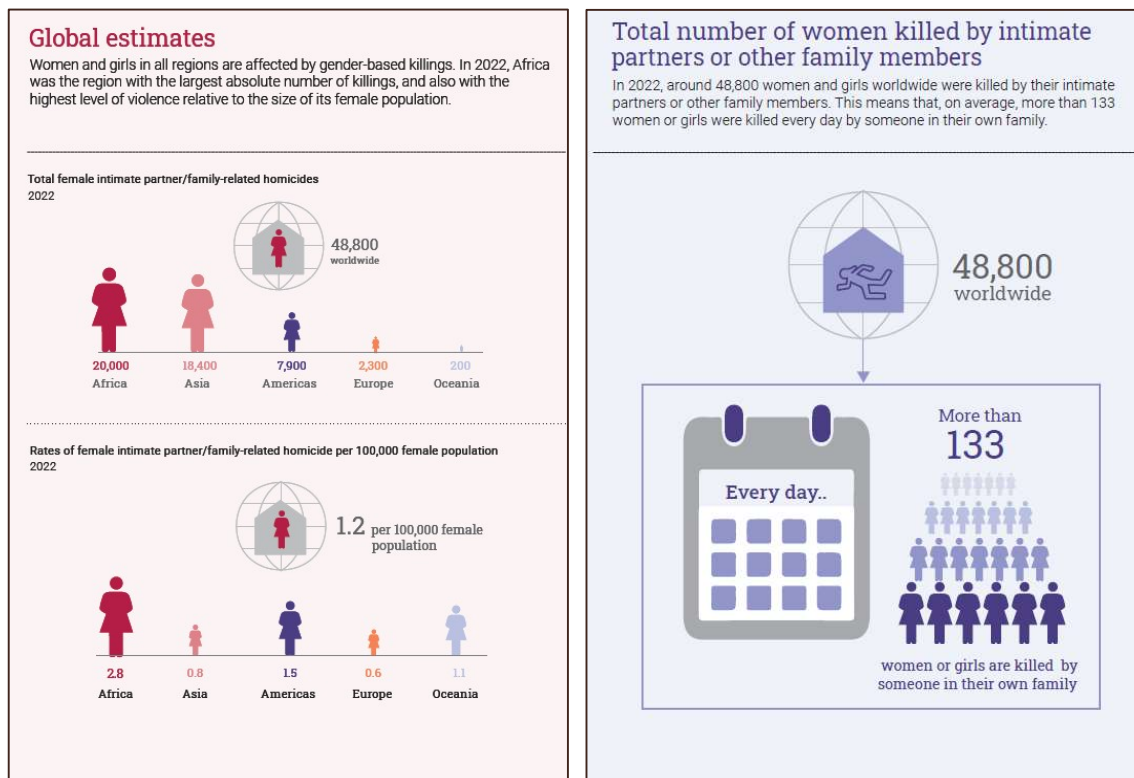 Global estimates
Women and girls in all regions are affected by gender-based killings. In 2022, Africa
was the region with the largest absolute number of killings, and also with the
highest level of violence relative to the size of its female population.
Total female intimate partner/family-related homicides
2022
48,800
worldwide
20,000
18,400
7,900
2,300
200
Africa
Asia
Americas
Europe
Oceania
Rates of female intimate partner/family-related homicide per 100,000 female population
2022
1.2 per 100,000 female
population
2.8
0.8
1.5
0.6
1.1
Africa
Asia
Americas
Europe
Oceania
Total number of women killed by intimate
partners or other family members
In 2022, around 48,800 women and girls worldwide were killed by their intimate
partners or other family members. This means that, on average, more than 133
women or girls were killed every day by someone in their own family.
48,800
worldwide
Every day..
More than
133
women or girls are killed by
someone in their own family